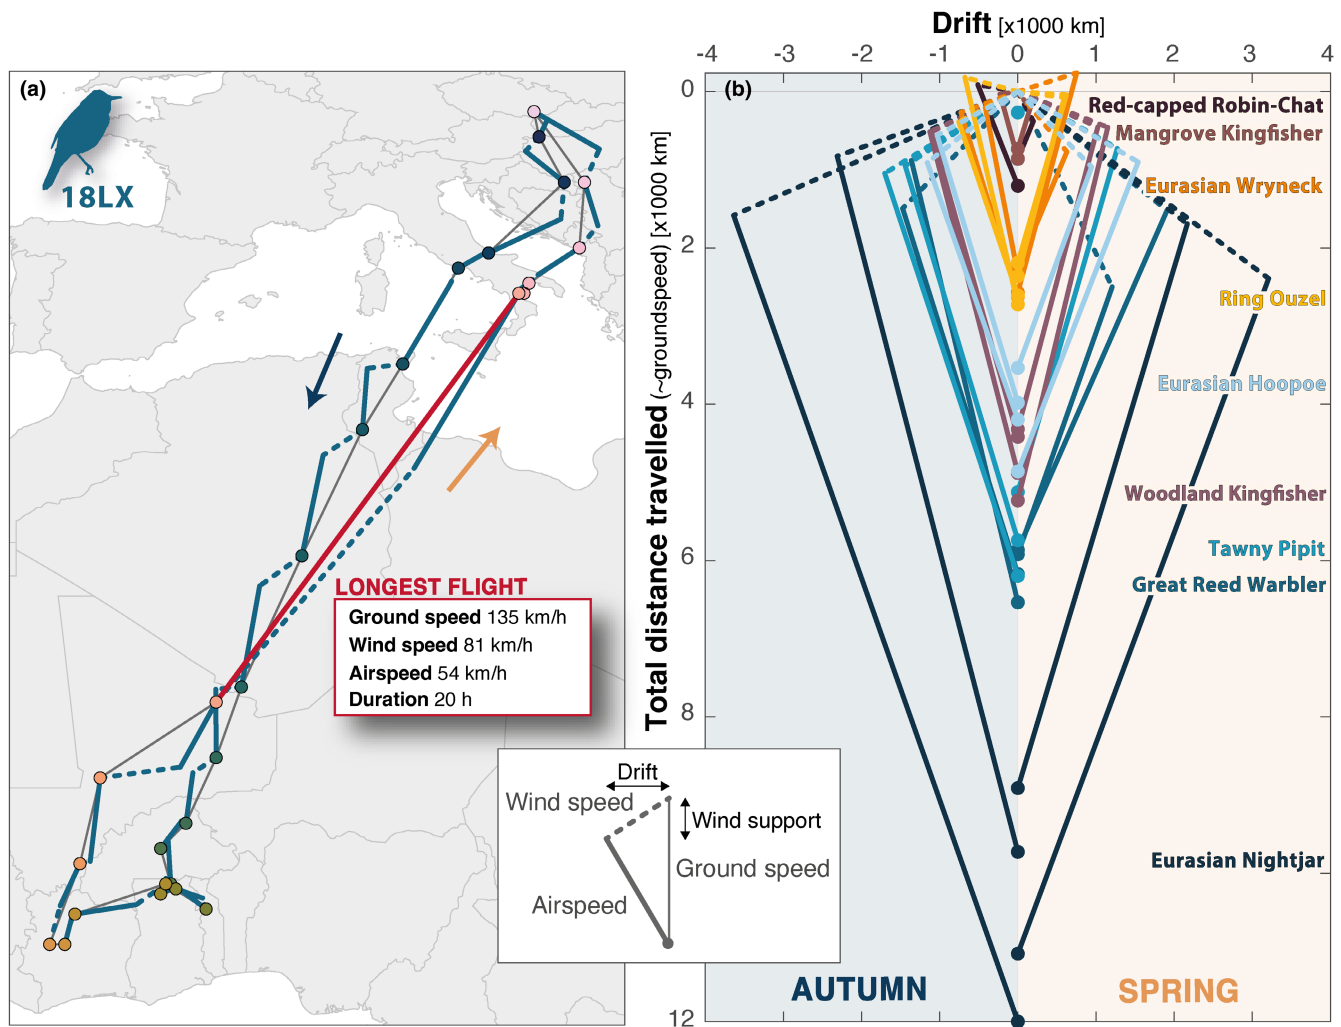 (a)
18LX
LONGEST FLIGHT
Ground speed 135 km/h
Wind speed 81 km/h
Airspeed 54 km/h
Duration 20 h
Drift
Wind speed
Wind support
Ground speed
Airspeed
Drift [x1000 km]
-4 -3 -2 -1 0 1 2 3 4
(b)
Total distance travelled (~groundspeed) [x1000 km]
0
2
4
6
8
12
Red-capped Robin-Chat
Mangrove Kingfisher
Eurasian Wryneck
Ring Ouzel
Eurasian Hoopoe
Woodland Kingfisher
Tawny Pipit
Great Reed Warbler
Eurasian Nightjar
AUTUMN
SPRING